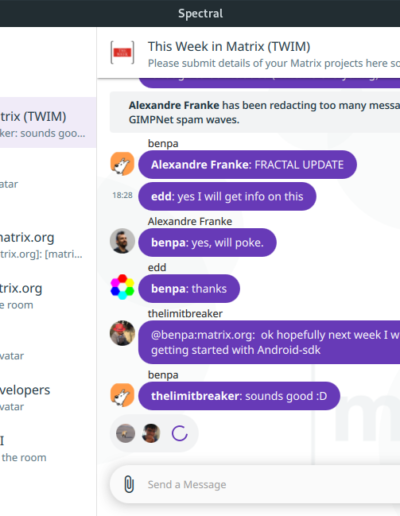 Spectral
This Week in Matrix (TWIM)
Please submit details of your Matrix projects here so
trix (TWIM)
ker: sounds goo...
vatar
matrix.org
trix.org]: [matri...
trix.org
e room
vatar
velopers
vatar
I
the room
Alexandre Franke has been redacting too many messa
GIMPNet spam waves.
benpa
Alexandre Franke: FRACTAL UPDATE
18:28
edd: yes I will get info on this
Alexandre Franke
benpa: yes, will poke.
edd
benpa: thanks
thelimitbreaker
@benpa:matrix.org: ok hopefully next week I w
getting started with Android-sdk
benpa
thelimitbreaker: sounds good :D
Send a Message